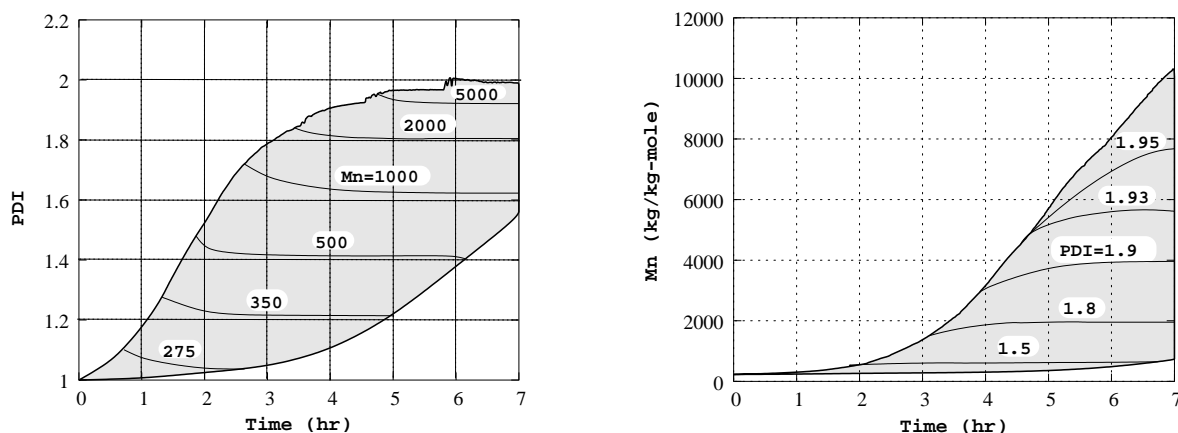 2.2
2
1.8
1.6
1.4
1.2
1
PDI
5000
2000
Mn=1000
500
350
275
0 1 2 3 4 5 6 7
Time (hr)
12000
10000
8000
6000
4000
2000
0
Mn (kg/kg-mole)
1.95
1.93
PDI=1.9
1.8
1.5
0 1 2 3 4 5 6 7
Time (hr)